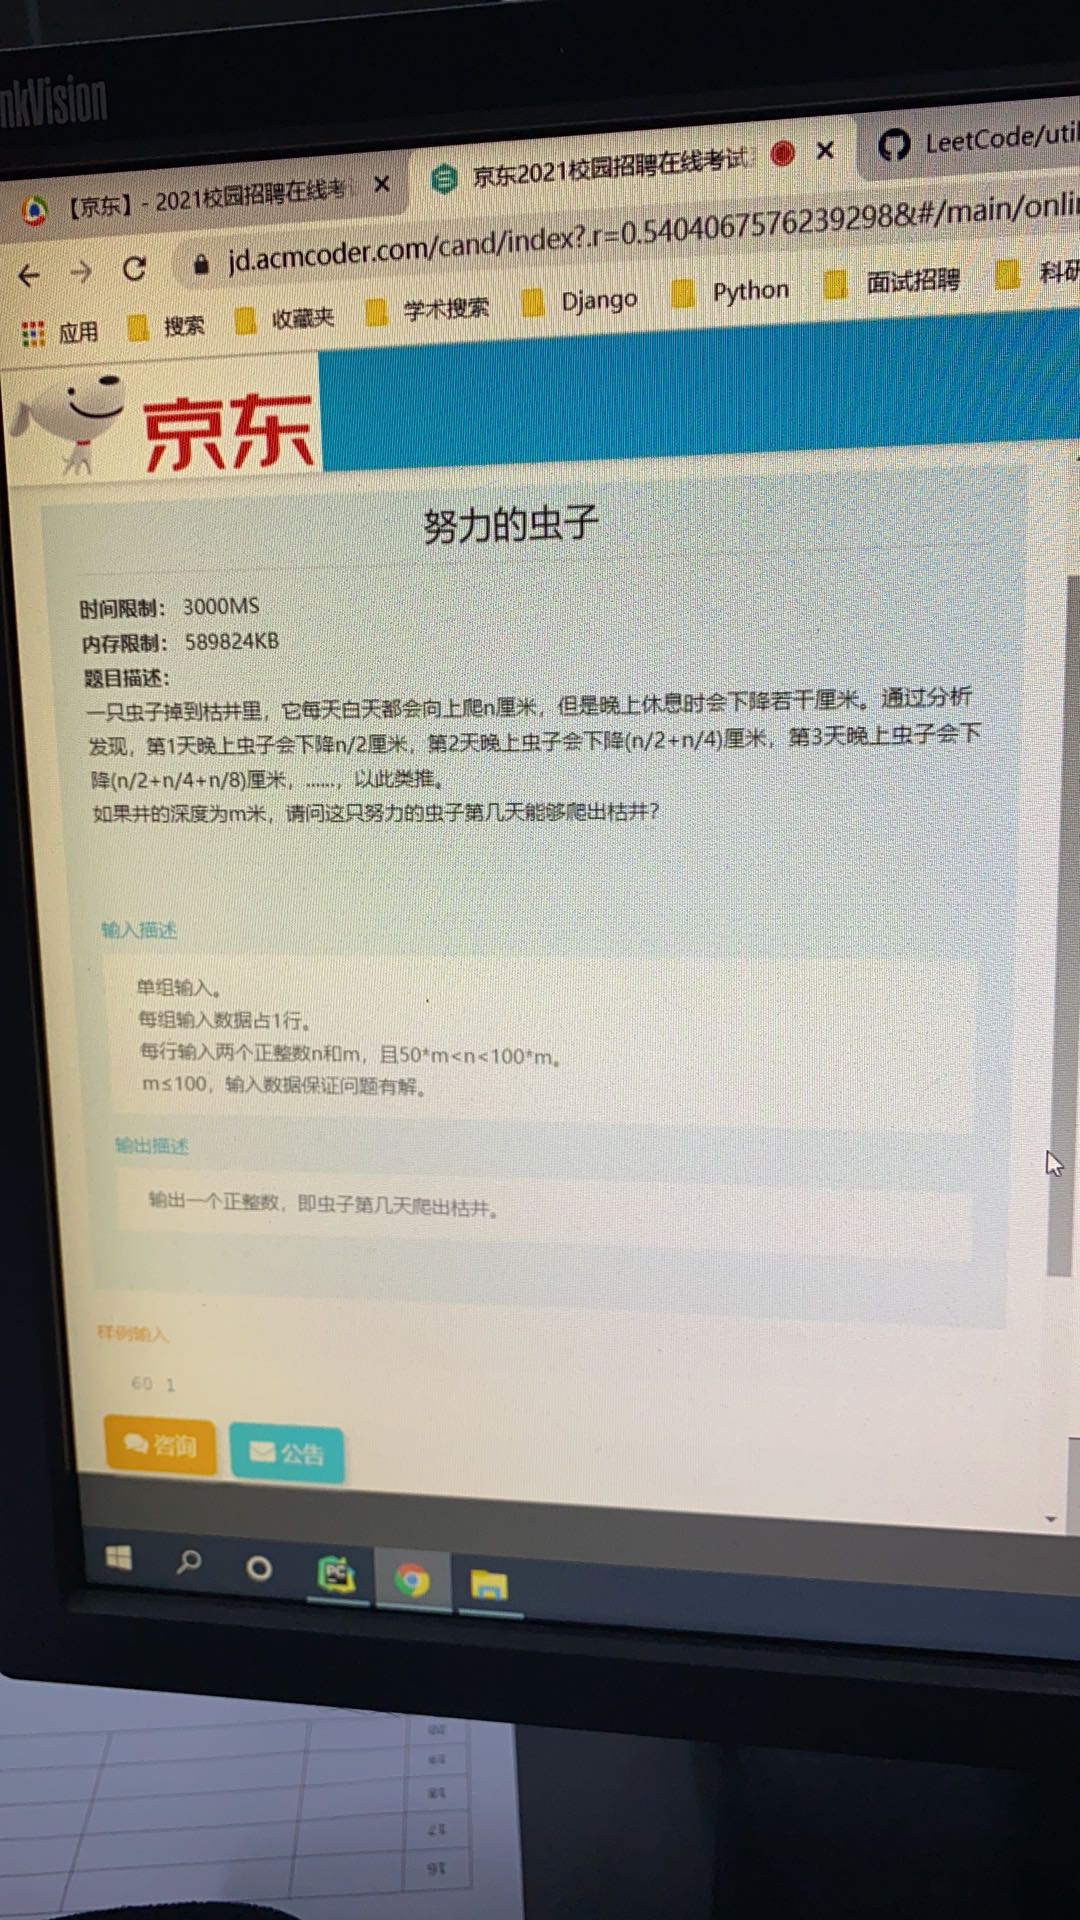 nkVision
【京东】- 2021校园招聘在线考
京东2021校园招聘在线考试
LeetCode/util
jd.acmcoder.com/cand/index?.r=0.5404067576239298&#/main/onlin
应用 搜索 收藏夹 学术搜索 Django Python 面试招聘 科研
京东
努力的虫子
时间限制： 3000MS
内存限制： 589824KB
题目描述：
一只虫子掉到枯井里，它每天白天都会向上爬n厘米，但是晚上休息时会下降若干厘米。通过分析
发现，第1天晚上虫子会下降n/2厘米，第2天晚上虫子会下降(n/2+n/4)厘米，第3天晚上虫子会下
降(n/2+n/4+n/8)厘米，......，以此类推。
如果井的深度为m米，请问这只努力的虫子第几天能够爬出枯井？
输入描述
单组输入。
每组输入数据占1行。
每行输入两个正整数n和m，且50*m<n<100*m。
m≤100，输入数据保证问题有解。
输出描述
输出一个正整数，即虫子第几天爬出枯井。
样例输入
60 1
咨询 公告
PC
18
17
16